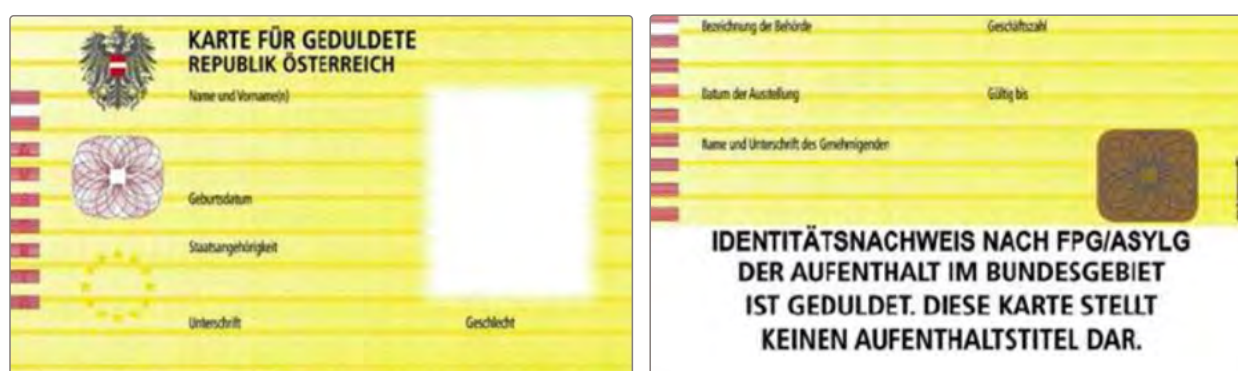 KARTE FÜR GEDULDETE
REPUBLIK ÖSTERREICH
Name und Vorname(n)
Geburtsdatum
Staatsangehörigkeit
Unterschrift Geschlecht
Bezeichnung der Behörde Geschäftszahl
Datum der Ausstellung Gültig bis
Name und Unterschrift des Genehmigenden
IDENTITÄTSNACHWEIS NACH FPG/ASYLG
DER AUFENTHALT IM BUNDESGEBIET
IST GEDULDET. DIESE KARTE STELLT
KEINEN AUFENTHALTSTITEL DAR.